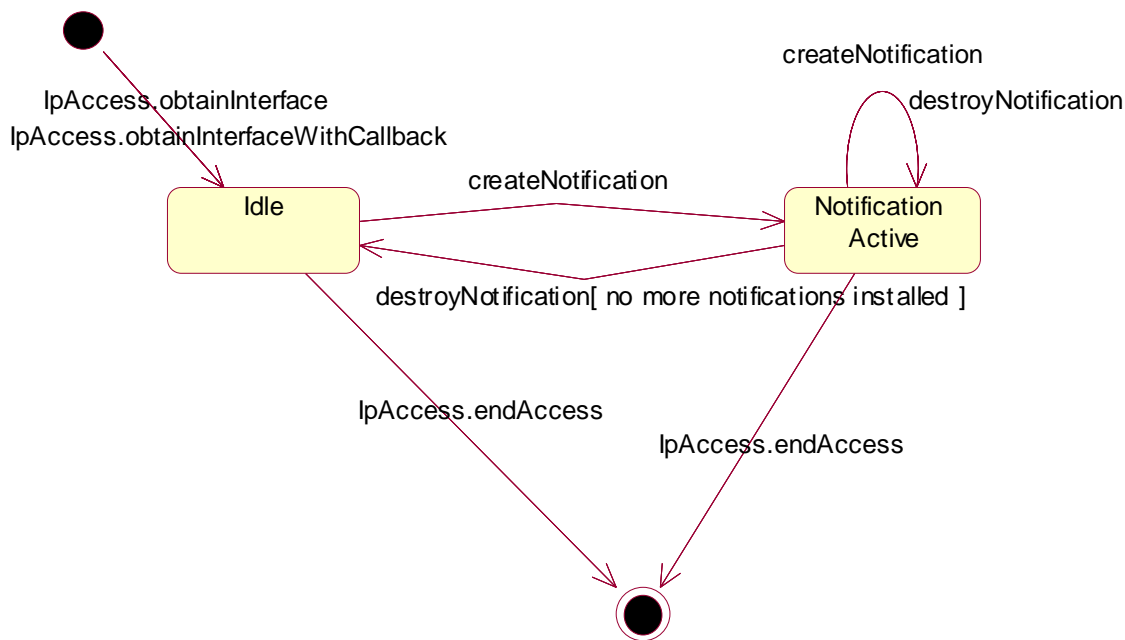 createNotification
destroyNotification
IpAccess.obtainInterface
IpAccess.obtainInterfaceWithCallback
createNotification
Idle
Notification
Active
destroyNotification[ no more notifications installed ]
IpAccess.endAccess
IpAccess.endAccess